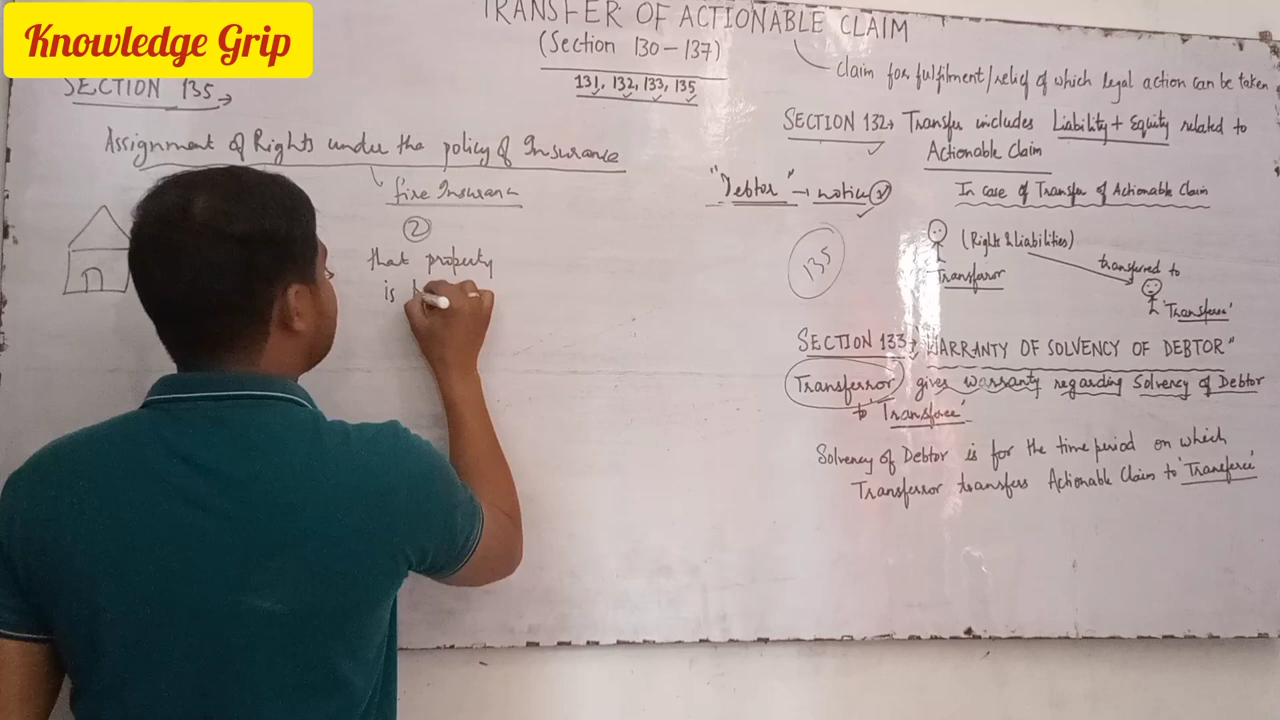 Knowledge Grip
TRANSFER OF ACTIONABLE CLAIM
(Section 130-137)
131, 132, 133, 135
claim for fulfilment/relief of which legal action can be taken
SECTION 135
Assignment of Rights under the policy of Insurance
fire Insuranc
2
that property
is
SECTION 132 Transfer includes Liability + Equity related to
Actionable Claim
"Debtor" → notice
In case of Transfer of Actionable Claim
135
(Rights & Liabilities)
Transferor
transferred to
'Transferee'
SECTION 133 WARRANTY OF SOLVENCY OF DEBTOR"
Transferror gives warranty regarding Solvency of Debtor
to 'Transferee'
Solvency of Debtor is for the time period on which
Transferror transfers Actionable Claim to 'Transferee'